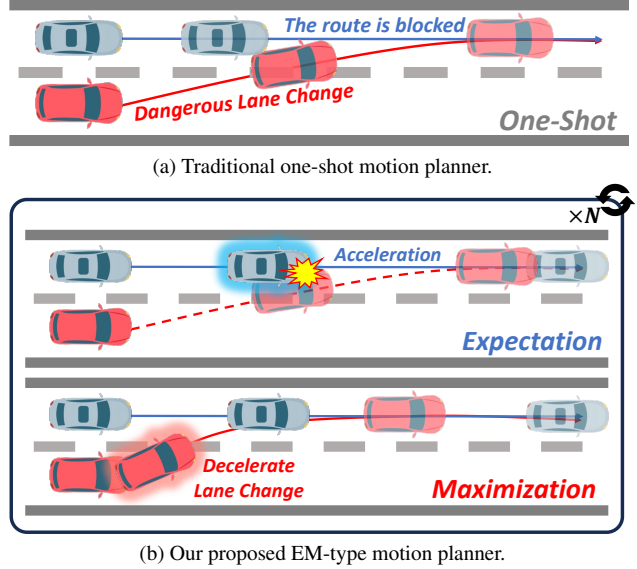 The route is blocked
Dangerous Lane Change
One-Shot
(a) Traditional one-shot motion planner.
×N
Acceleration
Expectation
Decelerate
Lane Change
Maximization
(b) Our proposed EM-type motion planner.